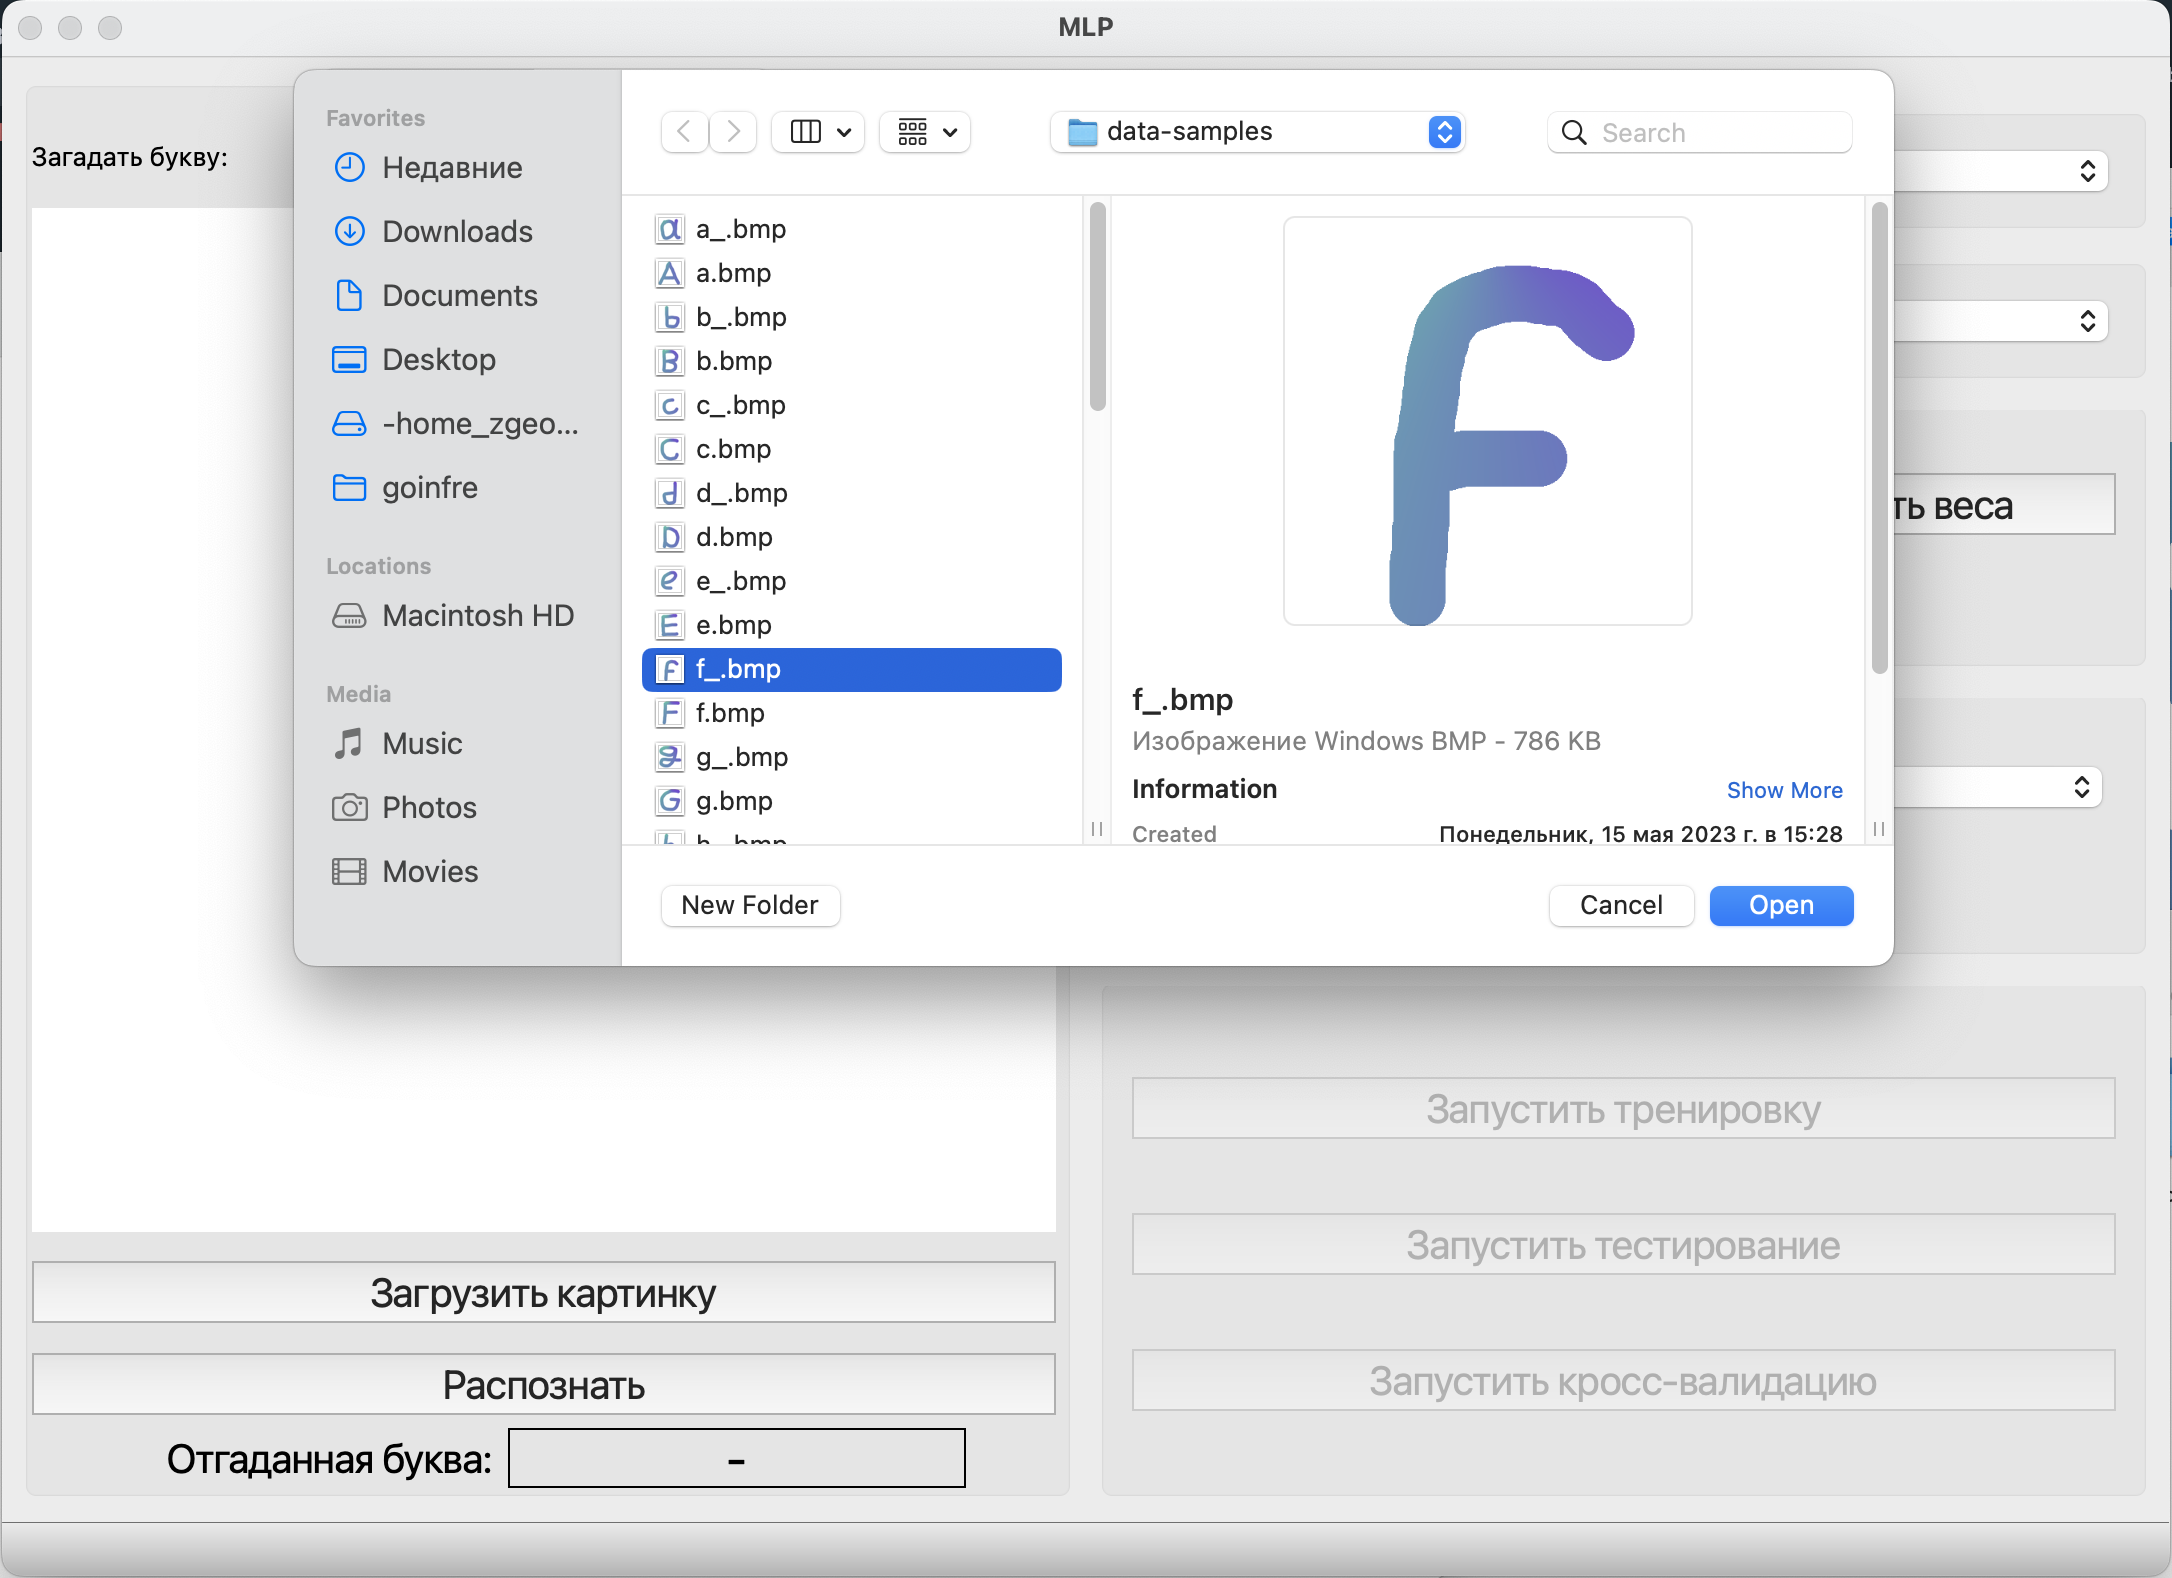 MLP
Загадать букву:
Favorites
Недавние
Downloads
Documents
Desktop
-home_zgeo...
goinfre
Locations
Macintosh HD
Media
Music
Photos
Movies
data-samples
Search
a_.bmp
a.bmp
b_.bmp
b.bmp
c_.bmp
c.bmp
d_.bmp
d.bmp
e_.bmp
e.bmp
f_.bmp
f.bmp
g_.bmp
g.bmp
f
f_.bmp
Изображение Windows BMP - 786 KB
Information
Show More
Created
Понедельник, 15 мая 2023 г. в 15:28
New Folder
Cancel
Open
ть веса
Загрузить картинку
Распознать
Отгаданная буква:
-
Запустить тренировку
Запустить тестирование
Запустить кросс-валидацию